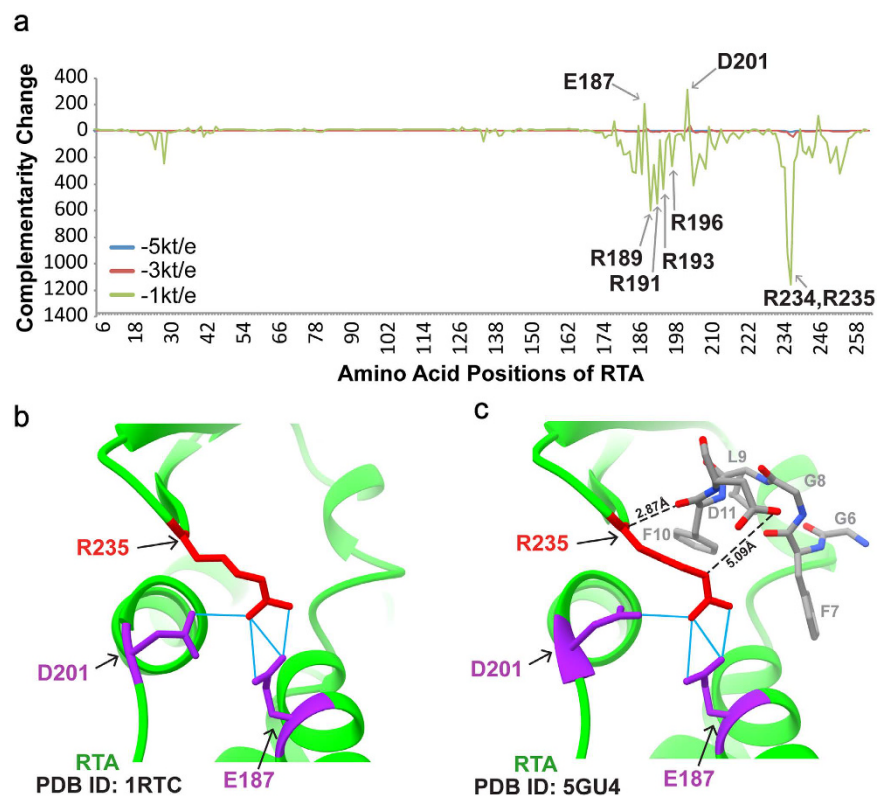 a
Complementarity Change
400
200
0
200
400
600
800
1000
1200
1400
E187
D201
R196
R193
R189
R191
R234,R235
-5kt/e
-3kt/e
-1kt/e
6
30
42
54
66
78
90
102
114
126
138
150
162
174
186
198
210
222
234
246
258
Amino Acid Positions of RTA
b
R235
D201
RTA
E187
PDB ID: 1RTC
c
L9
G8
2.87Å
D11
G6
R235
F10
5.09Å
F7
D201
RTA
E187
PDB ID: 5GU4